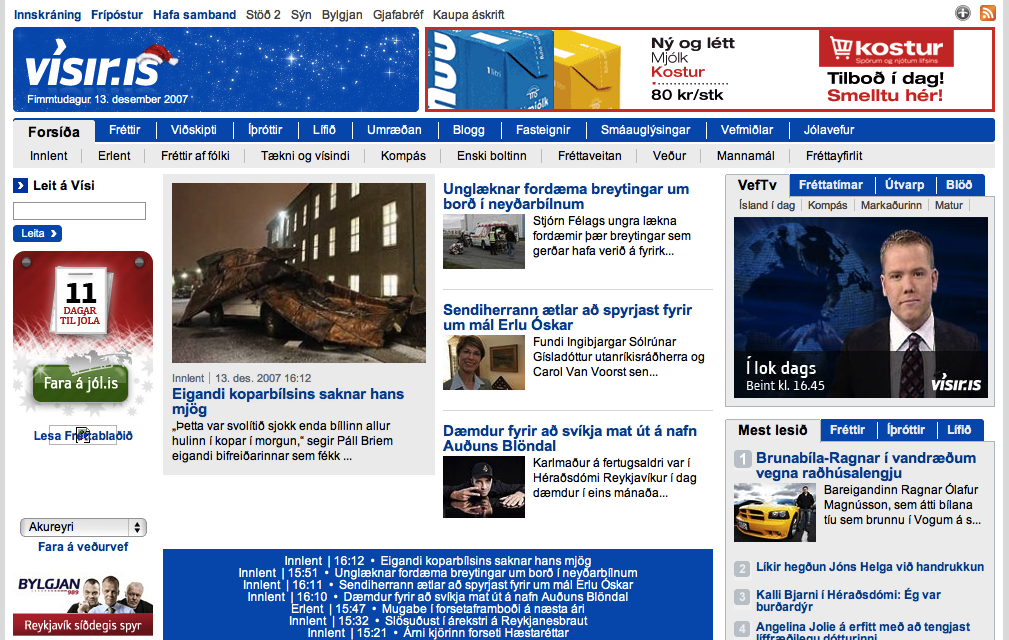 Innskráning Frípóstur Hafa samband Stöð 2 Sýn Bylgjan Gjafabréf Kaupa áskrift
vísir.is
Fimmtudagur 13. desember 2007
Ný og létt
Mjólk
Kostur
80 kr/stk
kostur
Spörum og njótum lífsins
Tilboð í dag!
Smelltu hér!
Forsíða Fréttir Viðskipti Íþróttir Lífið Umræðan Blogg Fasteignir Smáauglýsingar Vefmiðlar Jólavefur
Innlent Erlent Fréttir af fólki Tækni og vísindi Kompás Enski boltinn Fréttaveitan Veður Mannamál Fréttayfirlit
Leit á Vísi
Leita
11
DAGAR
TIL JÓLA
Fara á jól.is
Lesa Fréttablaðið
Akureyri
Fara á veðurvef
BYLGJAN
989
Reykjavík síðdegis spyr
Innlent | 13. des. 2007 16:12
Eigandi koparbílsins saknar hans
mjög
„Þetta var svolítið sjokk enda bíllinn allur
hulinn í kopar í morgun,“ segir Páll Briem
eigandi bifreiðarinnar sem fékk ...
Unglæknar fordæma breytingar um
borð í neyðarbílnum
Stjórn Félags ungra lækna
fordæmir þær breytingar sem
gerðar hafa verið á fyrirk...
Sendiherrann ætlar að spyrjast fyrir
um mál Erlu Óskar
Fundi Ingibjargar Sólrúnar
Gísladóttur utanríkisráðherra og
Carol Van Voorst sen...
Dæmdur fyrir að svíkja mat út á nafn
Auðuns Blöndal
Karlmaður á fertugsaldri var í
Héraðsdómi Reykjavíkur í dag
dæmdur í eins mánaða...
Innlent | 16:12 • Eigandi koparbílsins saknar hans mjög
Innlent | 15:51 • Unglæknar fordæma breytingar um borð í neyðarbílnum
Innlent | 16:11 • Sendiherrann ætlar að spyrjast fyrir um mál Erlu Óskar
Innlent | 16:10 • Dæmdur fyrir að svíkja mat út á nafn Auðuns Blöndal
Erlent | 15:47 • Mugabe í forsetaframboði á næsta ári
Innlent | 15:32 • Slösuðust í árekstri á Reykjanesbraut
Innlent | 15:21 • Árni kjörinn forseti Hæstaréttar
VefTv Fréttatímar Útvarp Blöð
Ísland í dag Kompás Markaðurinn Matur
Í lok dags
Beint kl. 16.45
vísir.is
Mest lesið Fréttir Íþróttir Lífið
1 Brunabíla-Ragnar í vandræðum
vegna raðhúsalengju
Bareigandinn Ragnar Ólafur
Magnússon, sem átti bílana
tíu sem brunnu í Vogum á s...
2 Líkir hegðun Jóns Helga við handrukkun
3 Kalli Bjarni í Héraðsdómi: Ég var
burðardýr
4 Angelina Jolie á erfitt med að tengjast
líffræðilegu dótturinni